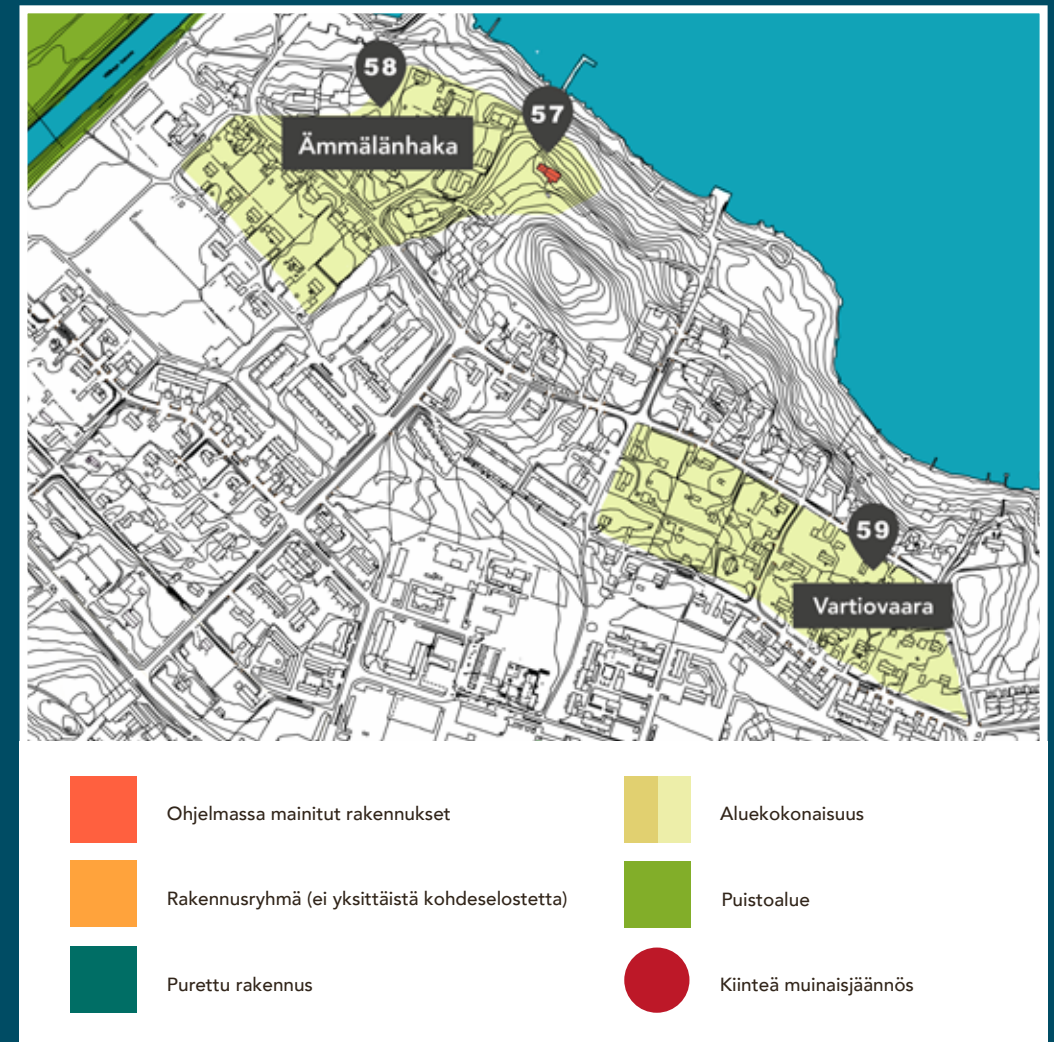 58
57
Ämmälänhaka
59
Vartiovaara
Ohjelmassa mainitut rakennukset
Aluekokonaisuus
Rakennusryhmä (ei yksittäistä kohdeselostetta)
Puistoalue
Purettu rakennus
Kiinteä muinaisjäännös